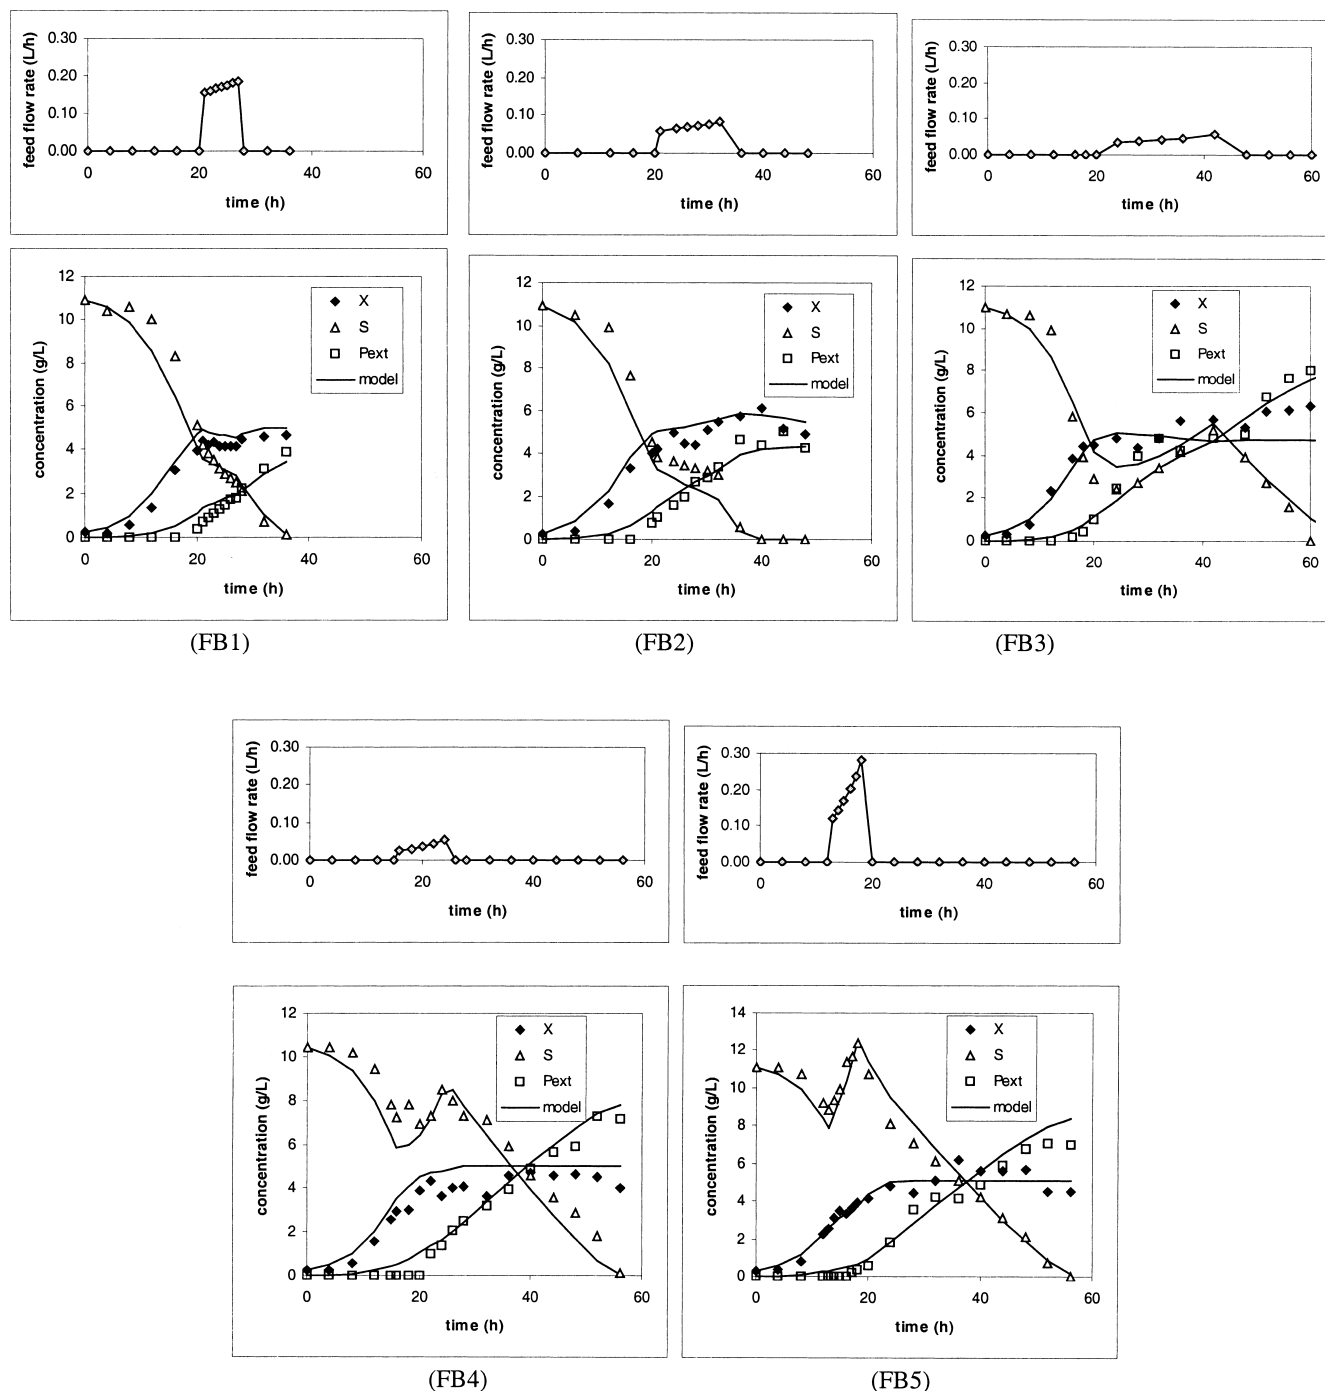 feed flow rate (L/h)
0.30
0.20
0.10
0.00
0 20 40 60
time (h)
feed flow rate (L/h)
0.30
0.20
0.10
0.00
0 20 40 60
time (h)
feed flow rate (L/h)
0.30
0.20
0.10
0.00
0 20 40 60
time (h)
concentration (g/L)
12
10
8
6
4
2
0
0 20 40 60
time (h)
X
S
Pext
model
concentration (g/L)
12
10
8
6
4
2
0
0 20 40 60
time (h)
X
S
Pext
model
concentration (g/L)
12
10
8
6
4
2
0
0 20 40 60
time (h)
X
S
Pext
model
(FB1)
(FB2)
(FB3)
feed flow rate (L/h)
0.30
0.20
0.10
0.00
0 20 40 60
time (h)
feed flow rate (L/h)
0.30
0.20
0.10
0.00
0 20 40 60
time (h)
concentration (g/L)
12
10
8
6
4
2
0
0 20 40 60
time (h)
X
S
Pext
model
concentration (g/L)
14
12
10
8
6
4
2
0
0 20 40 60
time (h)
X
S
Pext
model
(FB4)
(FB5)